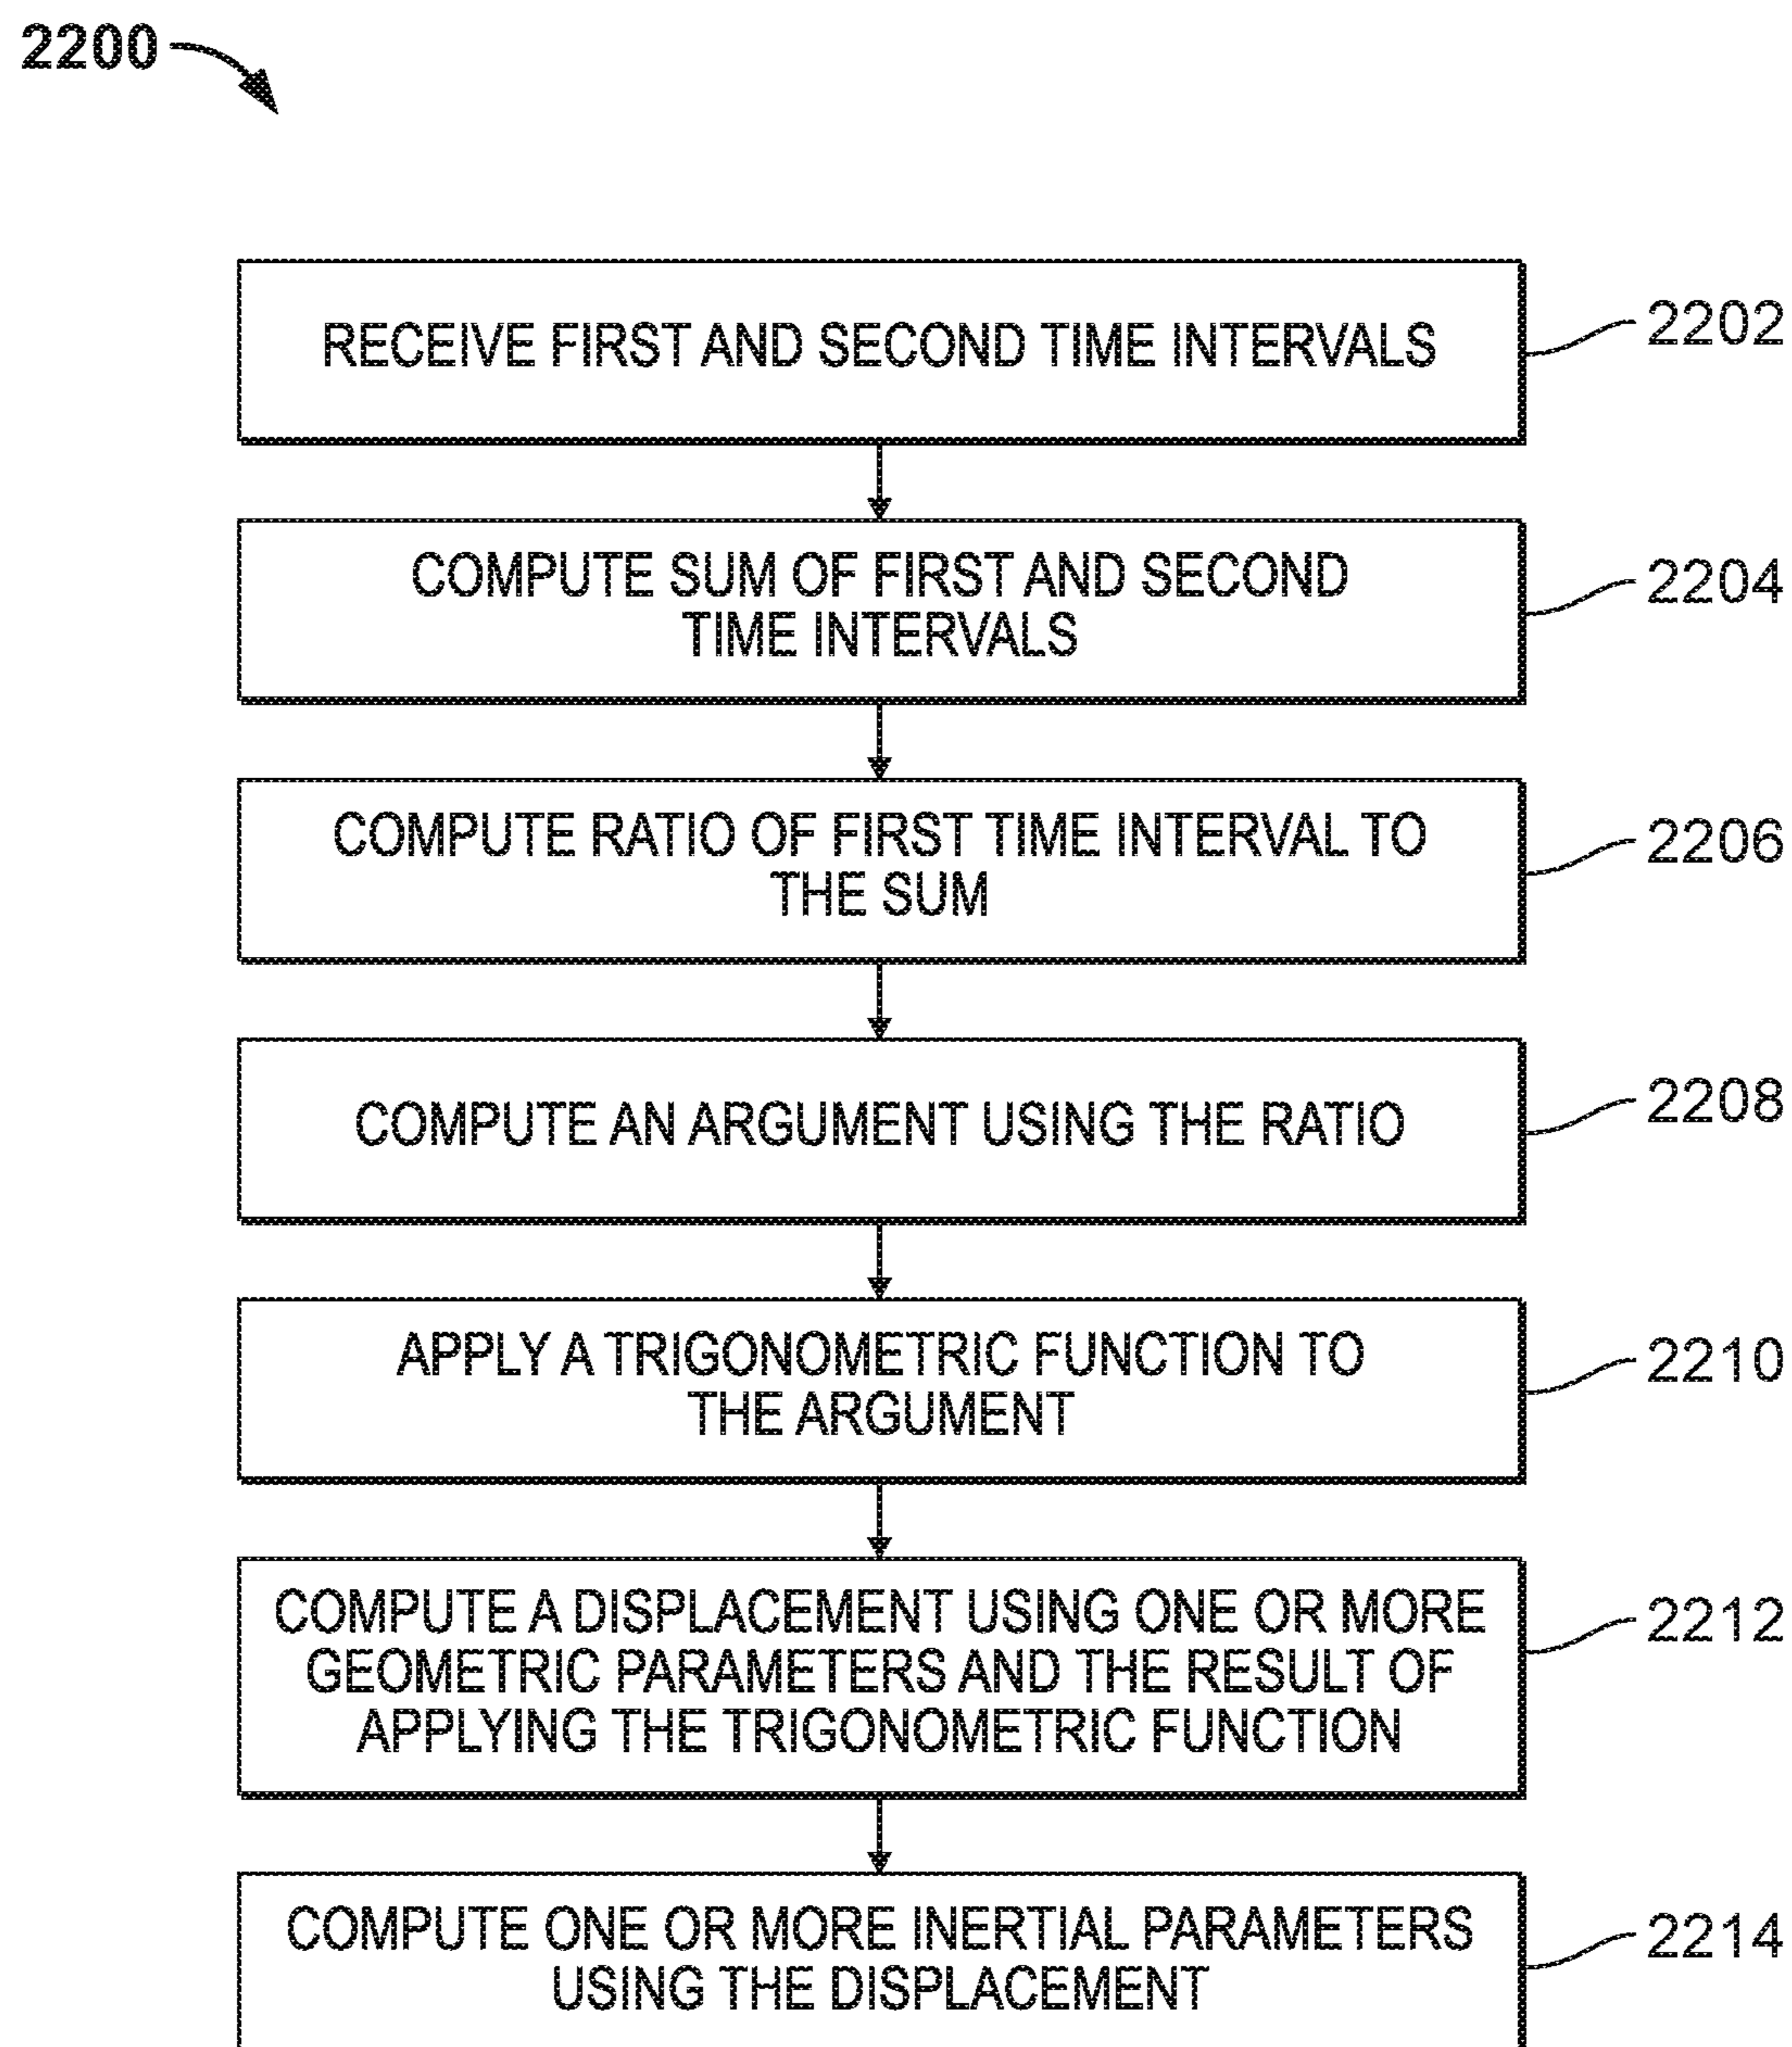 2200
RECEIVE FIRST AND SECOND TIME INTERVALS
2202
COMPUTE SUM OF FIRST AND SECOND
TIME INTERVALS
2204
COMPUTE RATIO OF FIRST TIME INTERVAL TO
THE SUM
2206
COMPUTE AN ARGUMENT USING THE RATIO
2208
APPLY A TRIGONOMETRIC FUNCTION TO
THE ARGUMENT
2210
COMPUTE A DISPLACEMENT USING ONE OR MORE
GEOMETRIC PARAMETERS AND THE RESULT OF
APPLYING THE TRIGONOMETRIC FUNCTION
2212
COMPUTE ONE OR MORE INERTIAL PARAMETERS
USING THE DISPLACEMENT
2214